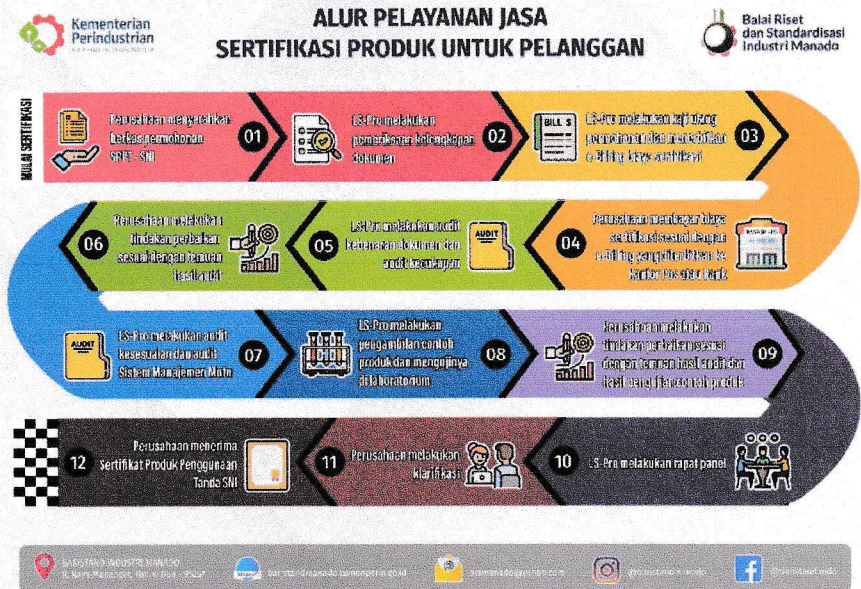 Kementerian
Perindustrian
REPUBLIK INDONESIA
ALUR PELAYANAN JASA
SERTIFIKASI PRODUK UNTUK PELANGGAN
Balai Riset
dan Standardisasi
Industri Manado
MULAI SERTIFIKASI
Perusahaan menyerahkan
berkas permohonan
SPPT - SNI
01
LS-Pro melakukan
pemeriksaan kelengkapan
dokumen
02
BILL $
LS-Pro melakukan kaji ulang
permohonan dan menerbitkan
e-Billing biaya sertifikasi
03
Perusahaan membayar biaya
sertifikasi sesuai dengan
e-Billing yang diterbitkan ke
Kantor Pos atau Bank
04
AUDIT
LS-Pro melakukan audit
kebenaran dokumen dan
audit kecukupan
05
Perusahaan melakukan
tindakan perbaikan
sesuai dengan temuan
hasil audit
06
AUDIT
LS-Pro melakukan audit
kesesuaian dan audit
Sistem Manajemen Mutu
07
LS-Pro melakukan
pengambilan contoh
produk dan mengujinya
di laboratorium
08
Perusahaan melakukan
tindakan perbaikan sesuai
dengan temuan hasil audit dan
hasil pengujian contoh produk
09
LS-Pro melakukan rapat panel
10
Perusahaan melakukan
klarifikasi
11
Perusahaan menerima
Sertifikat Produk Penggunaan
Tanda SNI
12
BARISTAND INDUSTRI MANADO